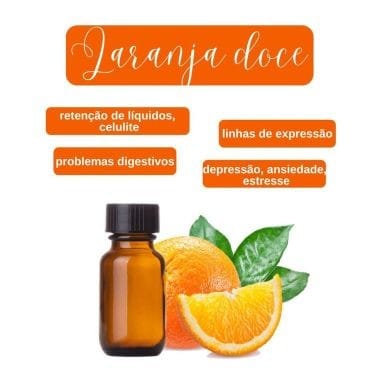 Laranja doce
retenção de líquidos,
celulite
linhas de expressão
problemas digestivos
depressão, ansiedade,
estresse